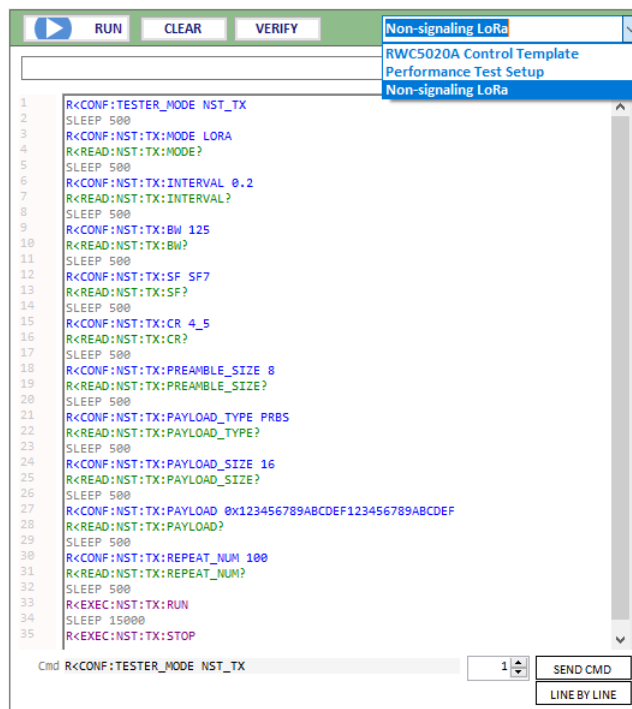 RUN CLEAR VERIFY Non-signaling LoRa
RWC5020A Control Template
Performance Test Setup
Non-signaling LoRa
1 R<CONF:TESTER_MODE NST_TX
2 SLEEP 500
3 R<CONF:NST:TX:MODE LORA
4 R<READ:NST:TX:MODE?
5 SLEEP 500
6 R<CONF:NST:TX:INTERVAL 0.2
7 R<READ:NST:TX:INTERVAL?
8 SLEEP 500
9 R<CONF:NST:TX:BW 125
10 R<READ:NST:TX:BW?
11 SLEEP 500
12 R<CONF:NST:TX:SF SF7
13 R<READ:NST:TX:SF?
14 SLEEP 500
15 R<CONF:NST:TX:CR 4_5
16 R<READ:NST:TX:CR?
17 SLEEP 500
18 R<CONF:NST:TX:PREAMBLE_SIZE 8
19 R<READ:NST:TX:PREAMBLE_SIZE?
20 SLEEP 500
21 R<CONF:NST:TX:PAYLOAD_TYPE PRBS
22 R<READ:NST:TX:PAYLOAD_TYPE?
23 SLEEP 500
24 R<CONF:NST:TX:PAYLOAD_SIZE 16
25 R<READ:NST:TX:PAYLOAD_SIZE?
26 SLEEP 500
27 R<CONF:NST:TX:PAYLOAD 0x123456789ABCDEF123456789ABCDEF
28 R<READ:NST:TX:PAYLOAD?
29 SLEEP 500
30 R<CONF:NST:TX:REPEAT_NUM 100
31 R<READ:NST:TX:REPEAT_NUM?
32 SLEEP 500
33 R<EXEC:NST:TX:RUN
34 SLEEP 15000
35 R<EXEC:NST:TX:STOP
Cmd R<CONF:TESTER_MODE NST_TX 1 SEND CMD
LINE BY LINE